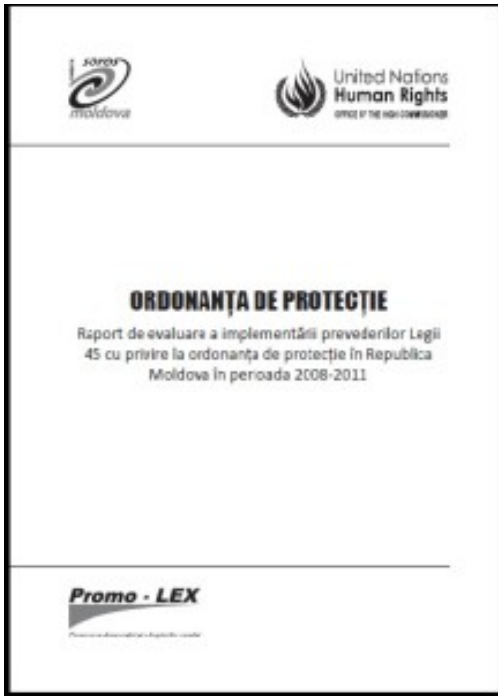 soros
moldova
United Nations
Human Rights
OFFICE OF THE HIGH COMMISSIONER
ORDONANȚA DE PROTECȚIE
Raport de evaluare a implementării prevederilor Legii
45 cu privire la ordonanța de protecție în Republica
Moldova în perioada 2008-2011
Promo - LEX